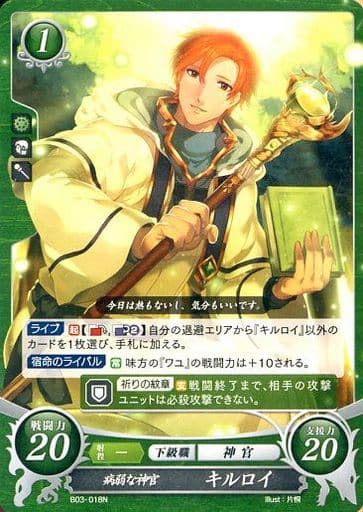 1
今日は熱もないし、気分もいいです。
ライブ 起【 , 2】自分の退避エリアから『キルロイ』以外の
カードを1枚選び、手札に加える。
宿命のライバル 常 味方の『ワユ』の戦闘力は+10される。
祈りの紋章 支 戦闘終了まで、相手の攻撃
ユニットは必殺攻撃できない。
戦闘力 20
射程 一 下級職 神官
支援力 20
病弱な神官 キルロイ
B03-018N Illust:片桐